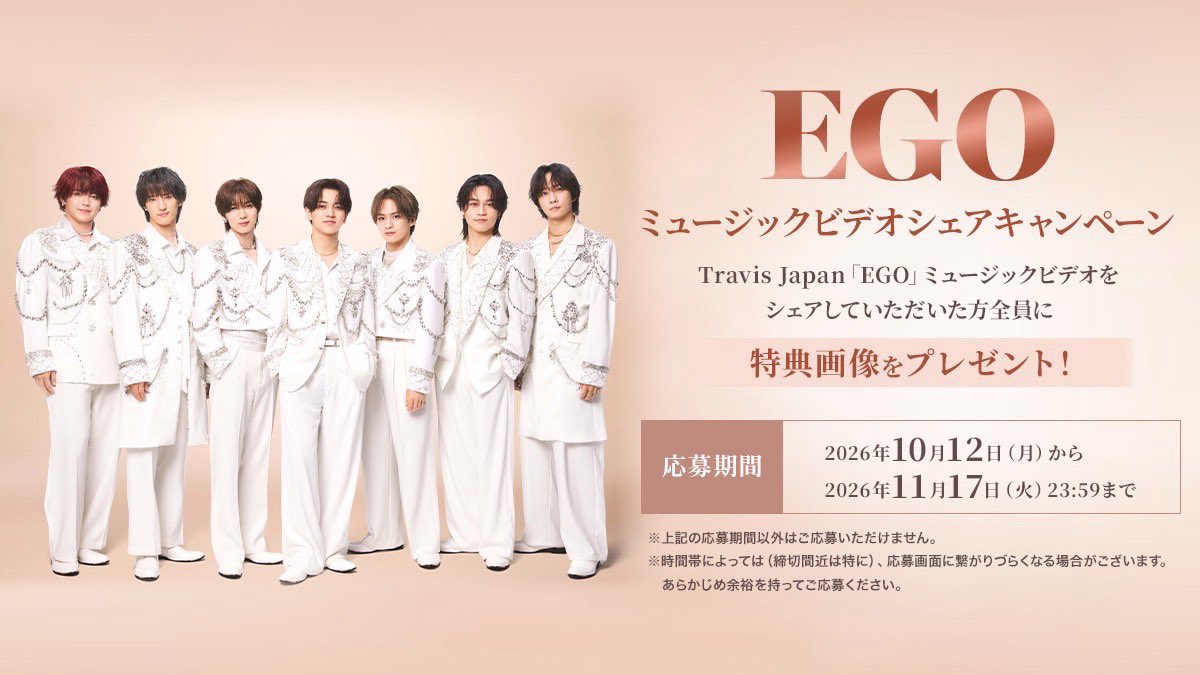 EGO
ミュージックビデオシェアキャンペーン
Travis Japan「EGO」ミュージックビデオを
シェアしていただいた方全員に
特典画像をプレゼント!
応募期間
2026年10月12日(月)から
2026年11月17日(火)23:59まで
※上記の応募期間以外はご応募いただけません。
※時間帯によっては(締切間近は特に)、応募画面に繋がりづらくなる場合がございます。
あらかじめ余裕を持ってご応募ください。